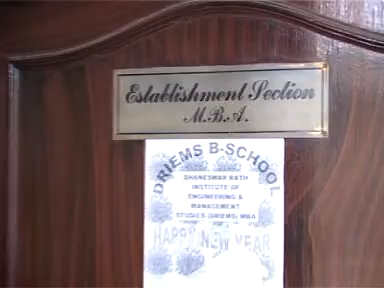 Establishment Section
M.B.A.
DRIEMS B-SCHOOL
DHANESWAR RATH
INSTITUTE OF
ENGINEERING &
MANAGEMENT
STUDIES (DRIEMS) MBA
HAPPY NEW YEAR